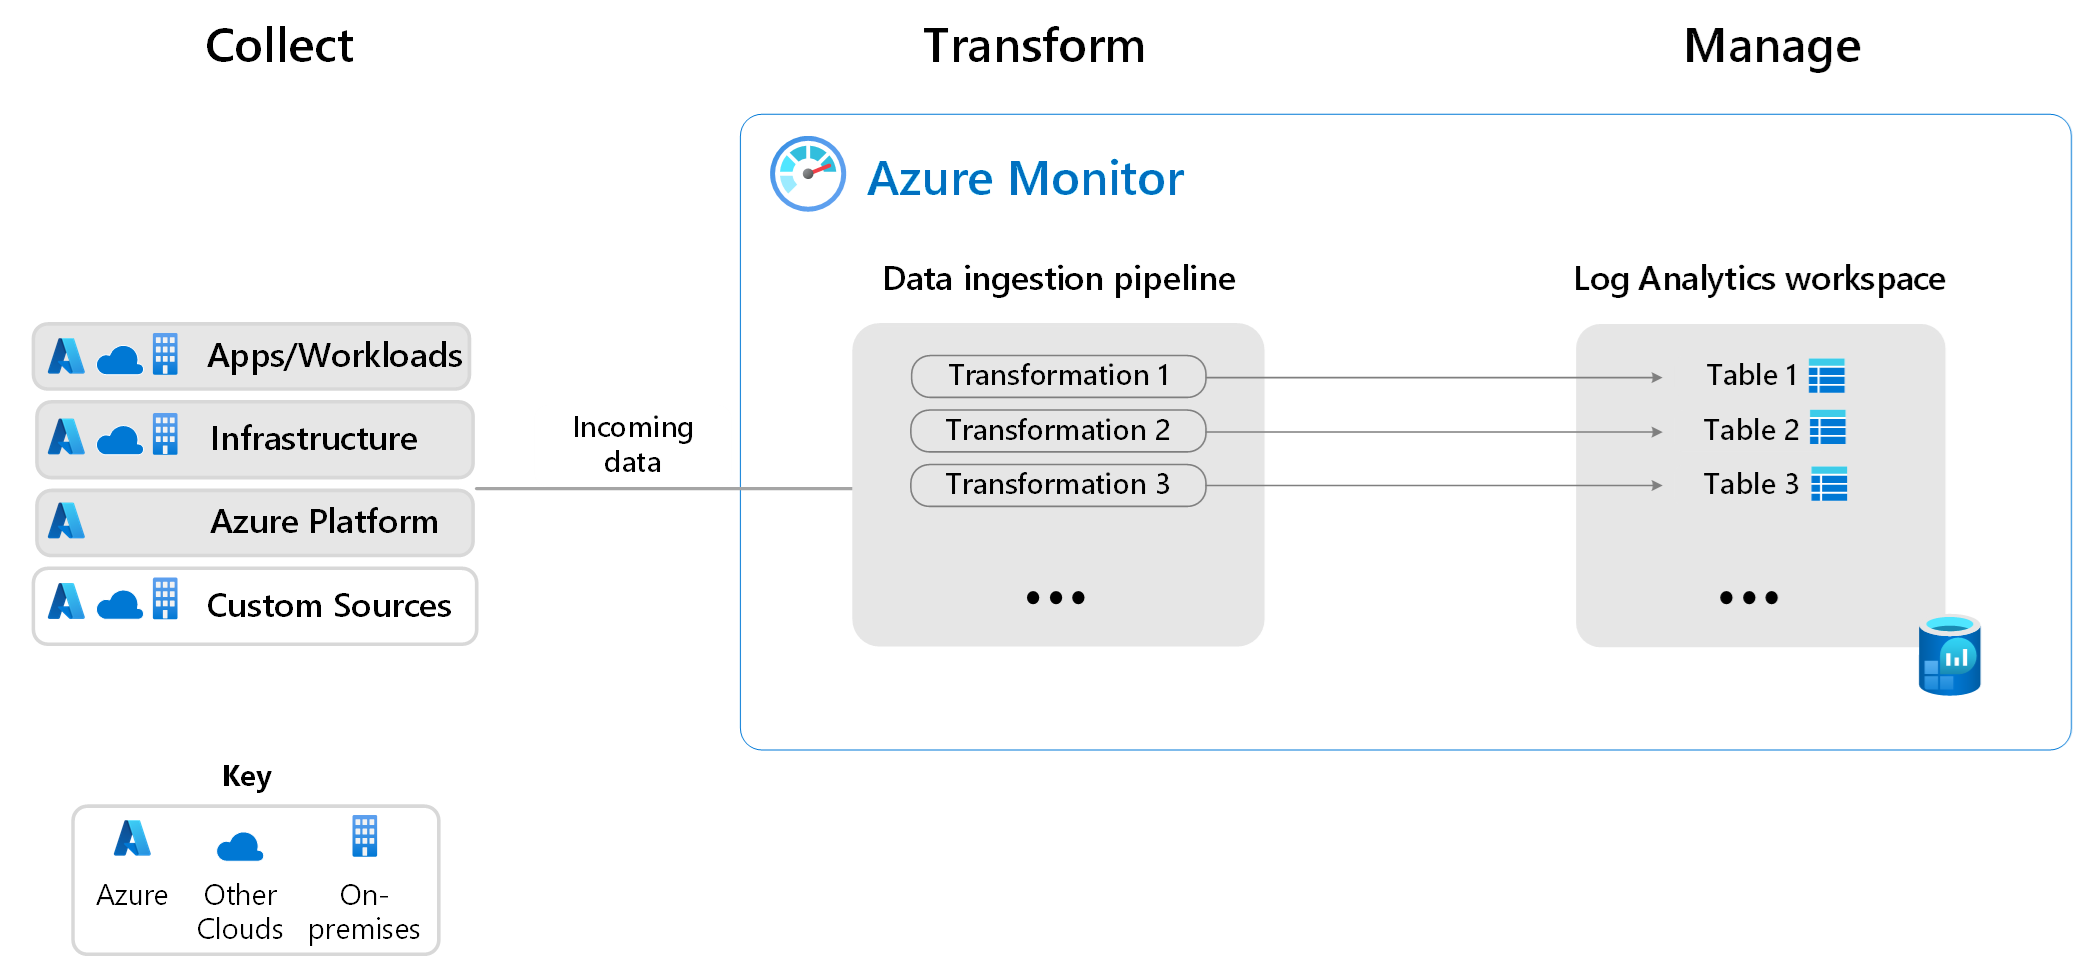 Collect
Transform
Manage
Azure Monitor
Data ingestion pipeline
Log Analytics workspace
Apps/Workloads
Infrastructure
Azure Platform
Custom Sources
Incoming
data
Transformation 1
Transformation 2
Transformation 3
•••
Table 1
Table 2
Table 3
•••
Key
Azure
Other
Clouds
On-
premises